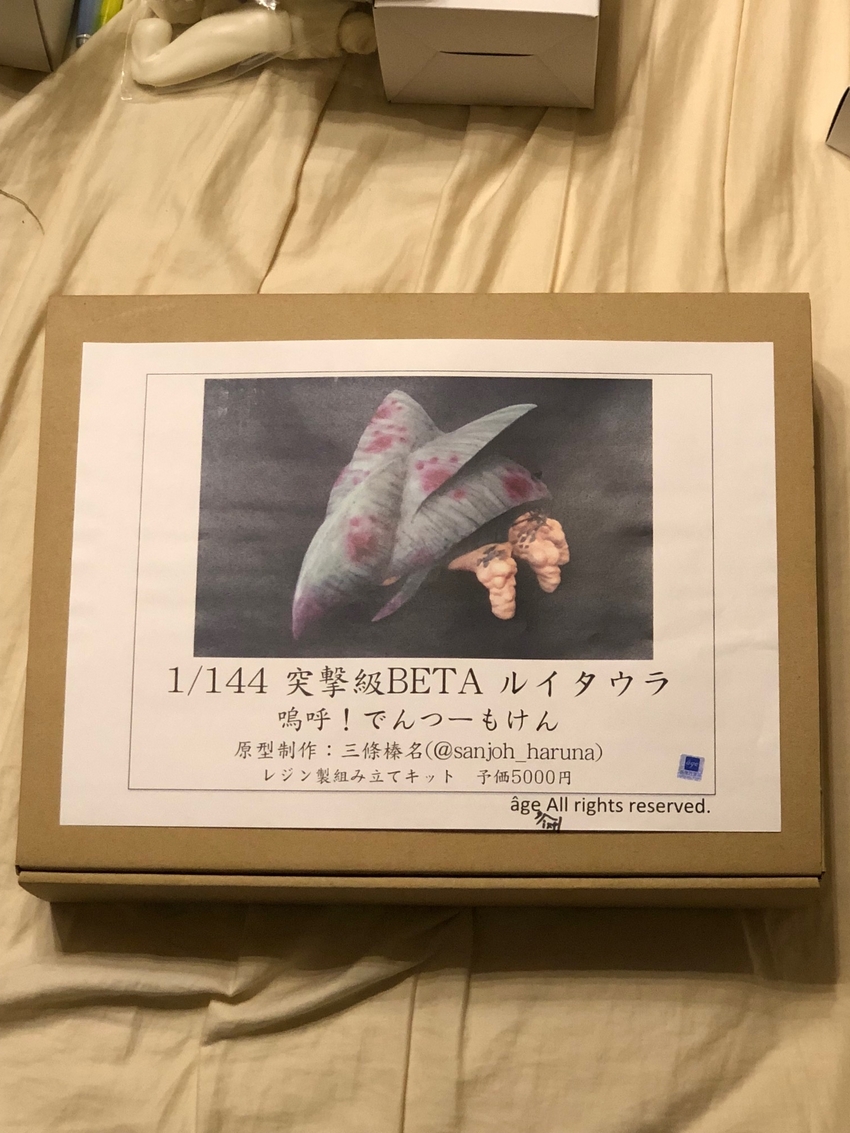 1/144 突撃級BETA ルイタウラ
嗚呼！でんつーもけん
原型制作：三條榛名(@sanjoh_haruna)
レジン製組み立てキット　予価5000円
âge All rights reserved.